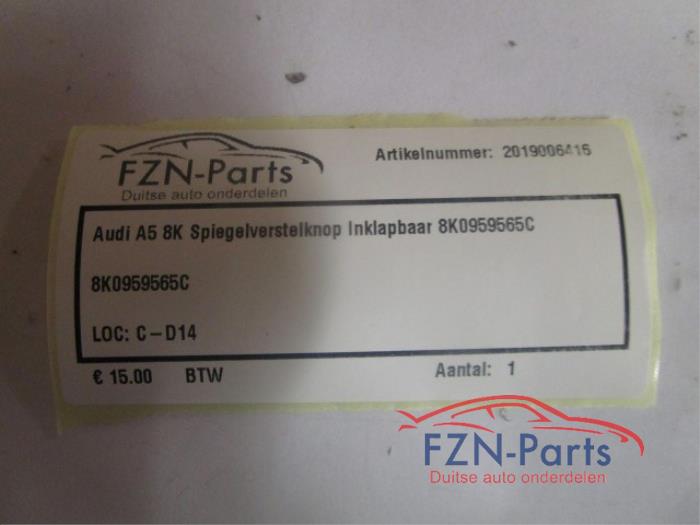 FZN-Parts
Duitse auto onderdelen
Artikelnummer: 2019006416
Audi A5 8K Spiegelverstelknop Inklapbaar 8K0959565C
8K0959565C
LOC: C-D14
€ 15.00 BTW
Aantal: 1
FZN-Parts
Duitse auto onderdelen